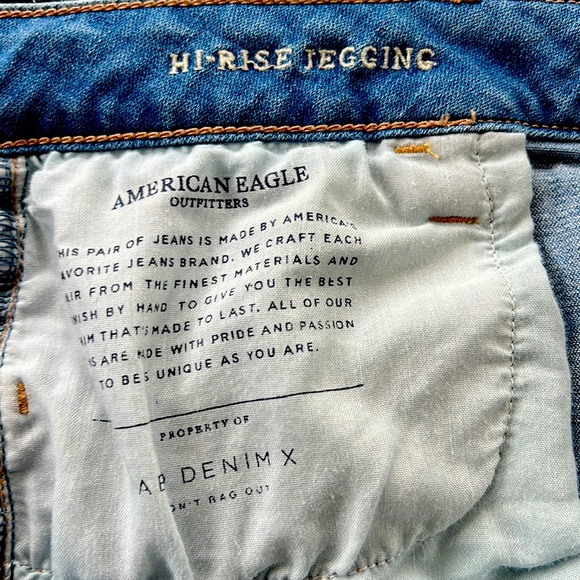 HI-RISE JEGGING
AMERICAN EAGLE
OUTFITTERS
HIS PAIR OF JEANS IS MADE BY AMERICA'S
AVORITE JEANS BRAND. WE CRAFT EACH
AIR FROM THE FINEST MATERIALS AND
NISH BY HAND TO GIVE YOU THE BEST
NIM THAT'S MADE TO LAST. ALL OF OUR
NS ARE MADE WITH PRIDE AND PASSION
TO BE AS UNIQUE AS YOU ARE.
PROPERTY OF
DENIM X
BAG OUT